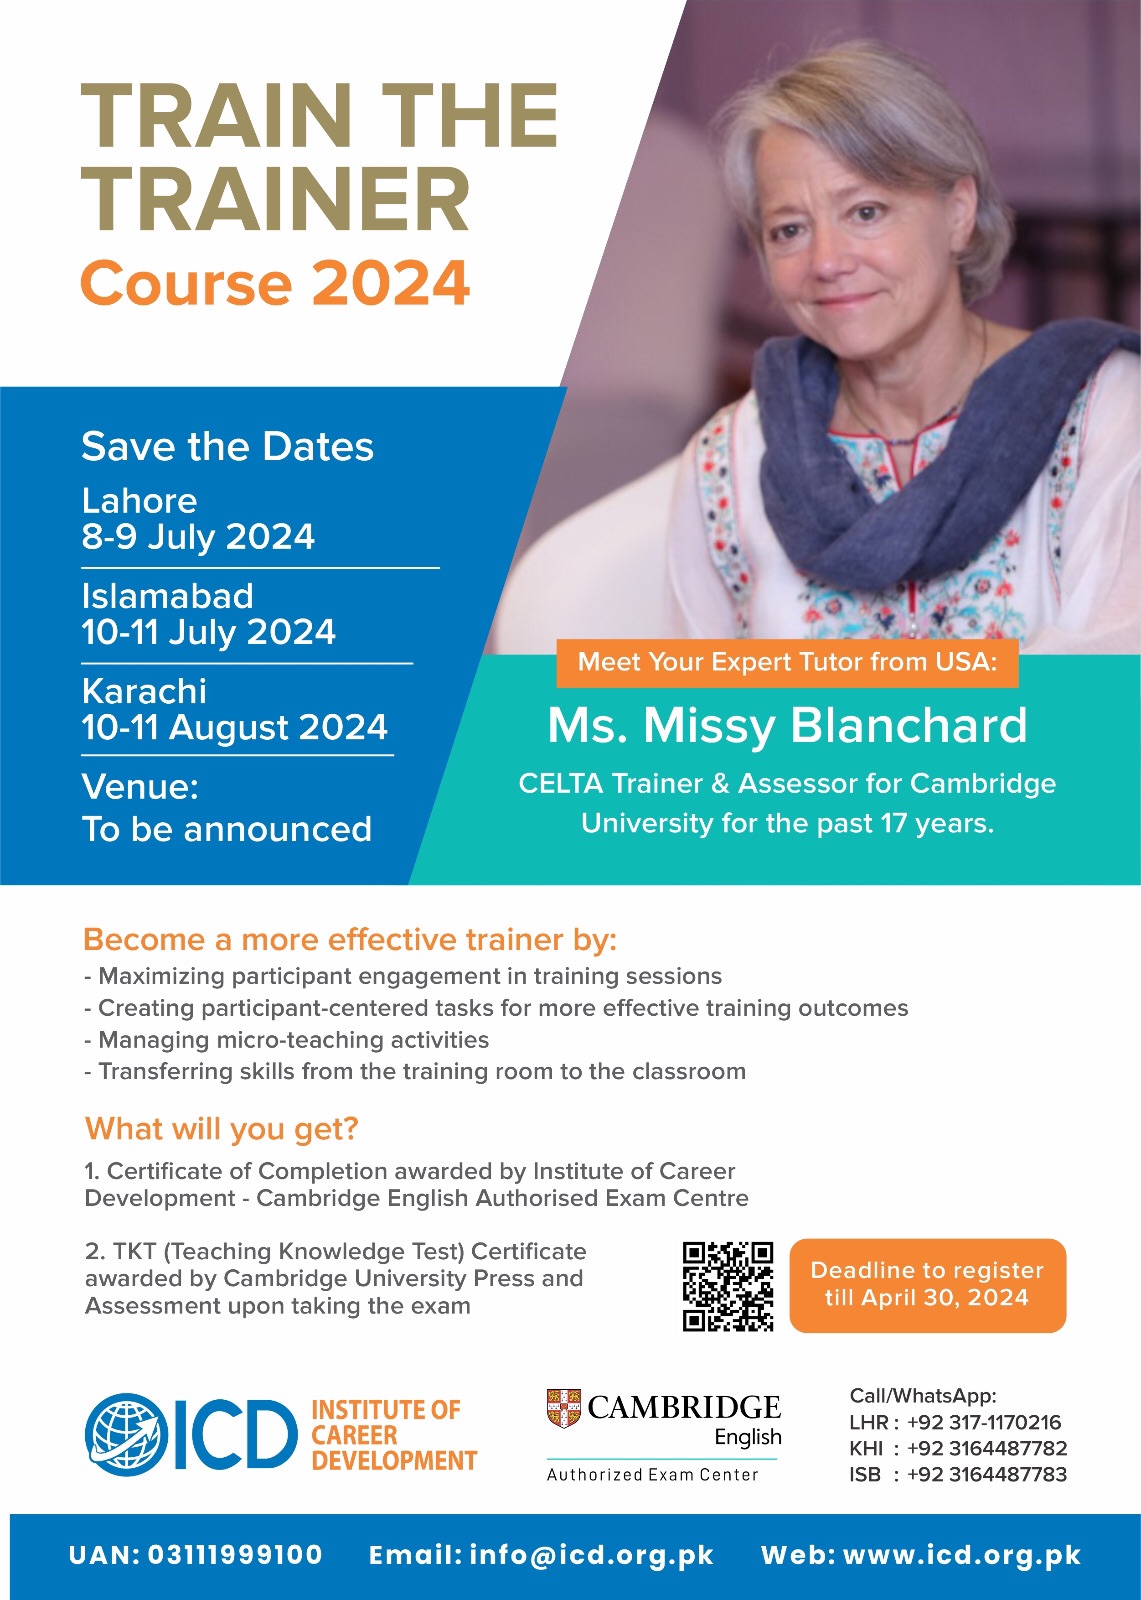 TRAIN THE
TRAINER
Course 2024
Save the Dates
Lahore
8-9 July 2024
Islamabad
10-11 July 2024
Karachi
10-11 August 2024
Venue:
To be announced
Meet Your Expert Tutor from USA:
Ms. Missy Blanchard
CELTA Trainer & Assessor for Cambridge
University for the past 17 years.
Become a more effective trainer by:
- Maximizing participant engagement in training sessions
- Creating participant-centered tasks for more effective training outcomes
- Managing micro-teaching activities
- Transferring skills from the training room to the classroom
What will you get?
1. Certificate of Completion awarded by Institute of Career
Development - Cambridge English Authorised Exam Centre
2. TKT (Teaching Knowledge Test) Certificate
awarded by Cambridge University Press and
Assessment upon taking the exam
Deadline to register
till April 30, 2024
ICD
INSTITUTE OF
CAREER
DEVELOPMENT
CAMBRIDGE
English
Authorized Exam Center
Call/WhatsApp:
LHR : +92 317-1170216
KHI : +92 3164487782
ISB : +92 3164487783
UAN: 03111999100 Email: info@icd.org.pk Web: www.icd.org.pk